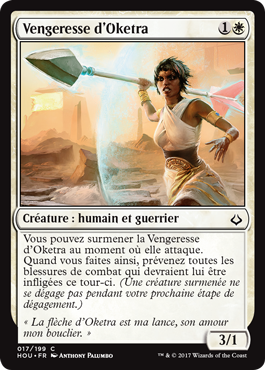 Vengeresse d'Oketra 1
Créature : humain et guerrier
Vous pouvez surmener la Vengeresse
d'Oketra au moment où elle attaque.
Quand vous faites ainsi, prévenez toutes les
blessures de combat qui devraient lui être
infligées ce tour-ci. (Une créature surmenée ne
se dégage pas pendant votre prochaine étape de
dégagement.)
« La flèche d'Oketra est ma lance, son amour
mon bouclier. »
3/1
017/199 C
HOU • FR Anthony Palumbo
™ & © 2017 Wizards of the Coast